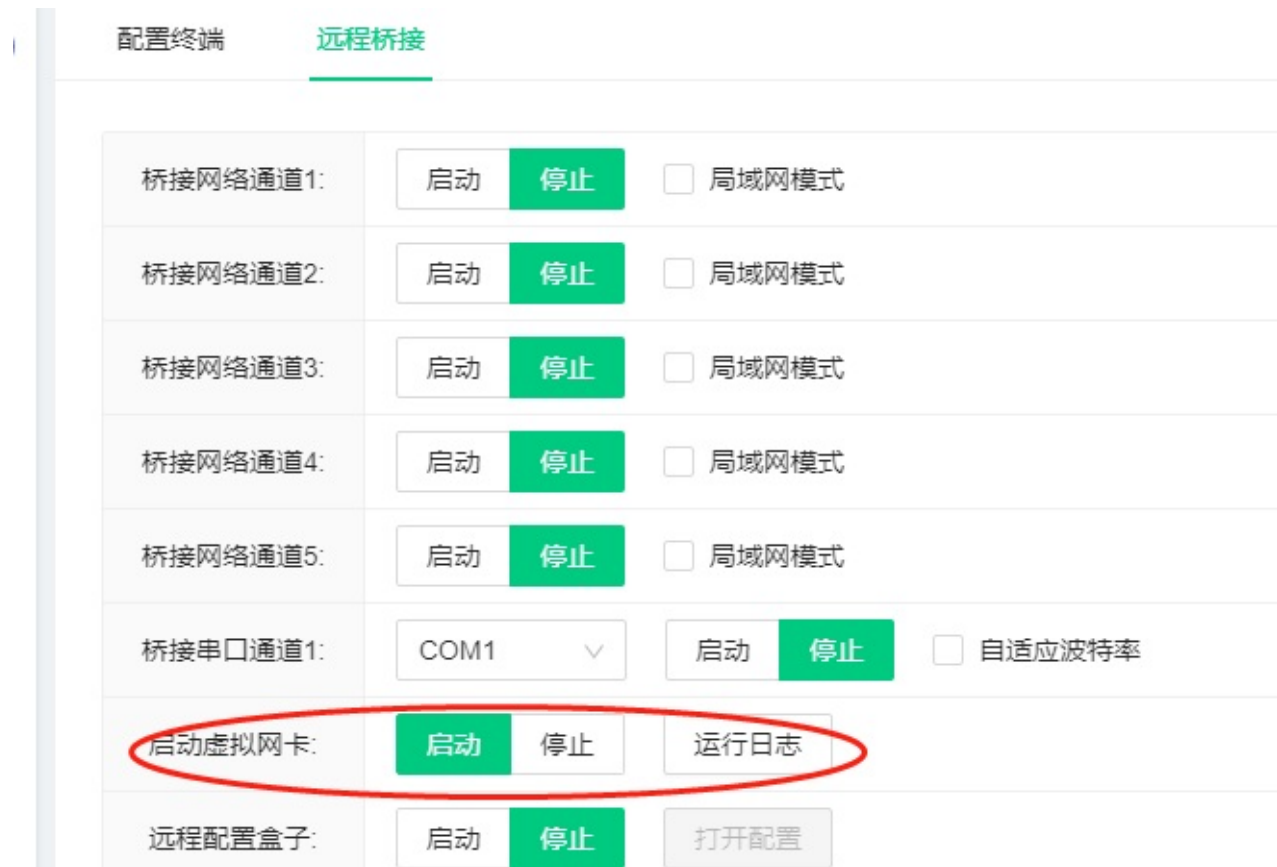 配置终端 远程桥接
桥接网络通道1: 启动 停止 局域网模式
桥接网络通道2: 启动 停止 局域网模式
桥接网络通道3: 启动 停止 局域网模式
桥接网络通道4: 启动 停止 局域网模式
桥接网络通道5: 启动 停止 局域网模式
桥接串口通道1: COM1 启动 停止 自适应波特率
启动虚拟网卡: 启动 停止 运行日志
远程配置盒子: 启动 停止 打开配置